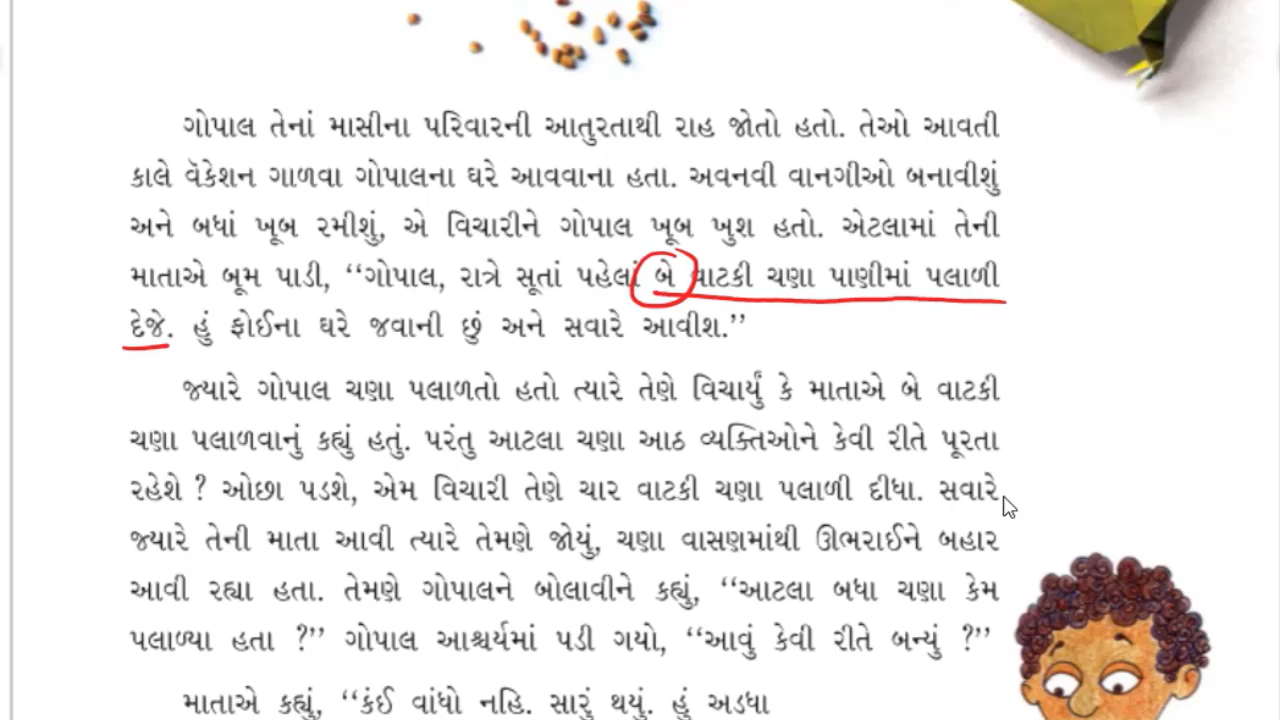 ગોપાલ તેનાં માસીના પરિવારની આતુરતાથી રાહ જોતો હતો. તેઓ આવતી
કાલે વૅકેશન ગાળવા ગોપાલના ઘરે આવવાના હતા. અવનવી વાનગીઓ બનાવીશું
અને બધાં ખૂબ રમીશું, એ વિચારીને ગોપાલ ખૂબ ખુશ હતો. એટલામાં તેની
માતાએ બૂમ પાડી, ‘‘ગોપાલ, રાત્રે સૂતાં પહેલાં બે વાટકી ચણા પાણીમાં પલાળી
દેજે. હું ફોઈના ઘરે જવાની છું અને સવારે આવીશ.’’
જ્યારે ગોપાલ ચણા પલાળતો હતો ત્યારે તેણે વિચાર્યું કે માતાએ બે વાટકી
ચણા પલાળવાનું કહ્યું હતું. પરંતુ આટલા ચણા આઠ વ્યક્તિઓને કેવી રીતે પૂરતા
રહેશે ? ઓછા પડશે, એમ વિચારી તેણે ચાર વાટકી ચણા પલાળી દીધા. સવારે
જ્યારે તેની માતા આવી ત્યારે તેમણે જોયું, ચણા વાસણમાંથી ઊભરાઈને બહાર
આવી રહ્યા હતા. તેમણે ગોપાલને બોલાવીને કહ્યું, ‘‘આટલા બધા ચણા કેમ
પલાળ્યા હતા ?’’ ગોપાલ આશ્ચર્યમાં પડી ગયો, ‘‘આવું કેવી રીતે બન્યું ?’’
માતાએ કહ્યું, ‘‘કંઈ વાંધો નહિ. સારું થયું. હું અડધા